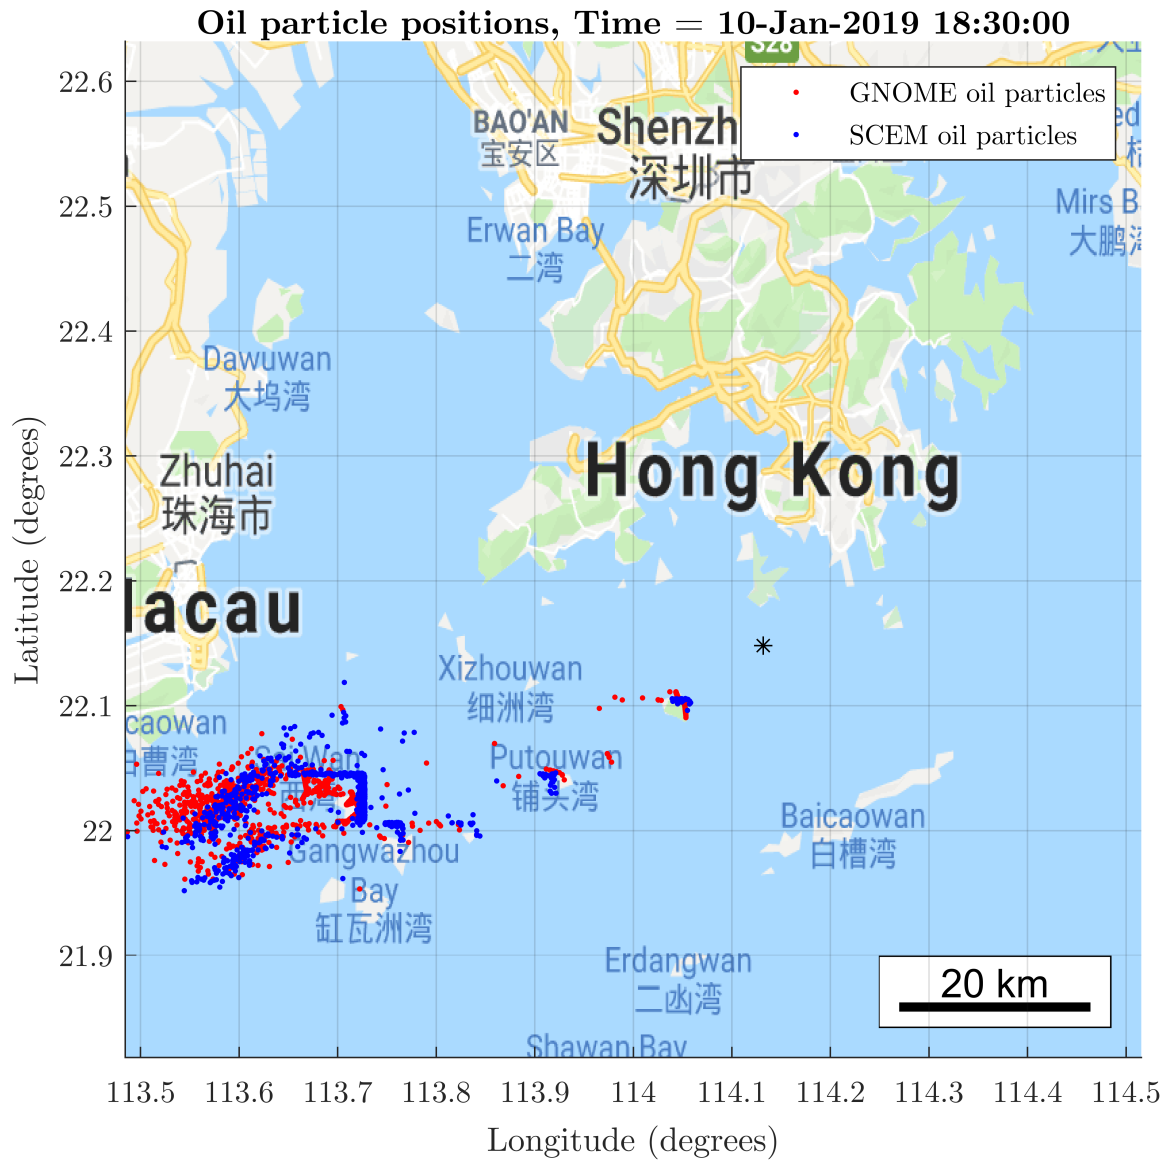 Oil particle positions, Time = 10-Jan-2019 18:30:00
S28
GNOME oil particles
SCEM oil particles
BAO'AN
宝安区
Shenzh
深圳市
Mirs B
大鹏湾
Erwan Bay
二湾
Dawuwan
大坞湾
Zhuhai
珠海市
Hong Kong
lacau
Xizhouwan
细洲湾
caowan
曹湾
Sai Wan
西湾
Putouwan
铺头湾
Baicaowan
白槽湾
Gangwazhou
Bay
缸瓦洲湾
Erdangwan
二凼湾
Shawan Bay
20 km
22.6
22.5
22.4
22.3
22.2
22.1
22
21.9
Latitude (degrees)
113.5 113.6 113.7 113.8 113.9 114 114.1 114.2 114.3 114.4 114.5
Longitude (degrees)